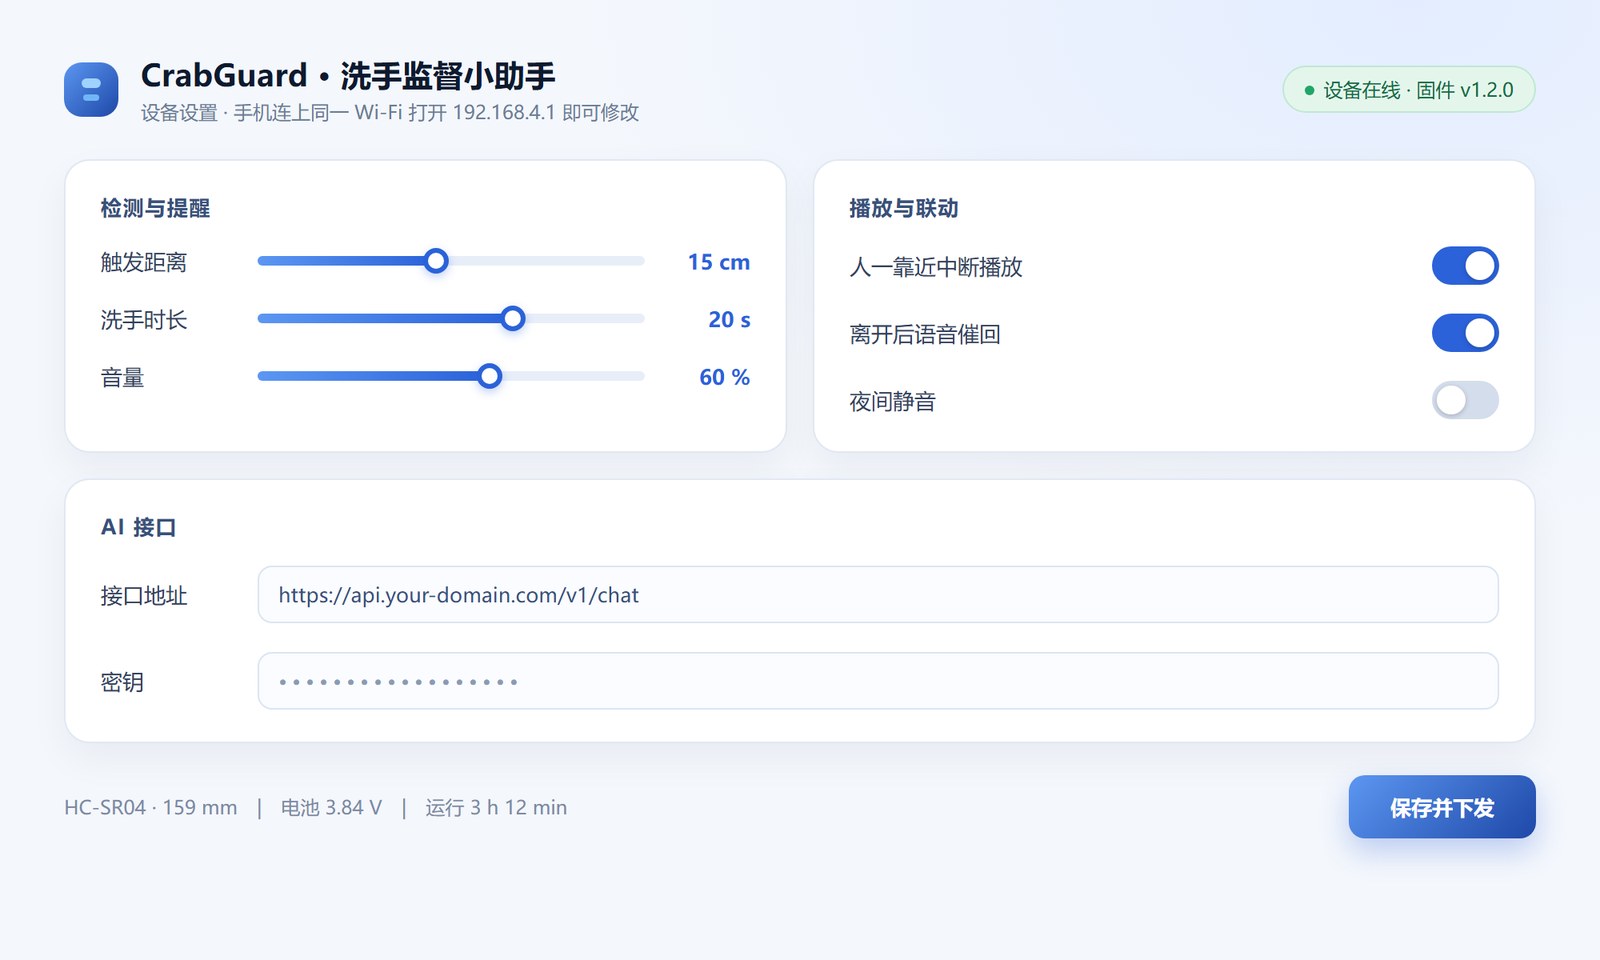 CrabGuard · 洗手监督小助手
设备设置 · 手机连上同一 Wi-Fi 打开 192.168.4.1 即可修改
设备在线 · 固件 v1.2.0
检测与提醒
触发距离 15 cm
洗手时长 20 s
音量 60 %
播放与联动
人一靠近中断播放
离开后语音催回
夜间静音
AI 接口
接口地址 https://api.your-domain.com/v1/chat
密钥 ••••••••••••••••••
HC-SR04 · 159 mm | 电池 3.84 V | 运行 3 h 12 min
保存并下发